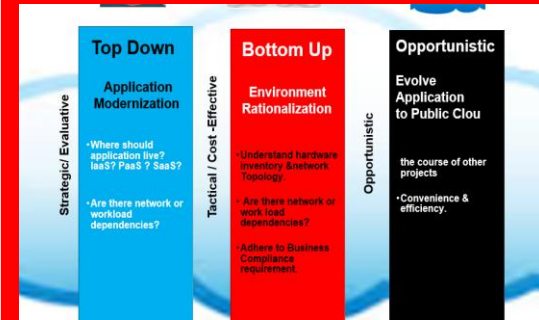 Strategic/ Evaluative
Top Down
Application
Modernization
•Where should
application live?
IaaS? PaaS ? SaaS?
•Are there network or
workload
dependencies?
Tactical / Cost -Effective
Bottom Up
Environment
Rationalization
•Understand hardware
inventory &network
Topology.
• Are there network or
work load
dependencies?
•Adhere to Business
Compliance
requirement.
Opportunistic
Opportunistic
Evolve
Application
to Public Clou
the course of other
projects
•Convenience &
efficiency.